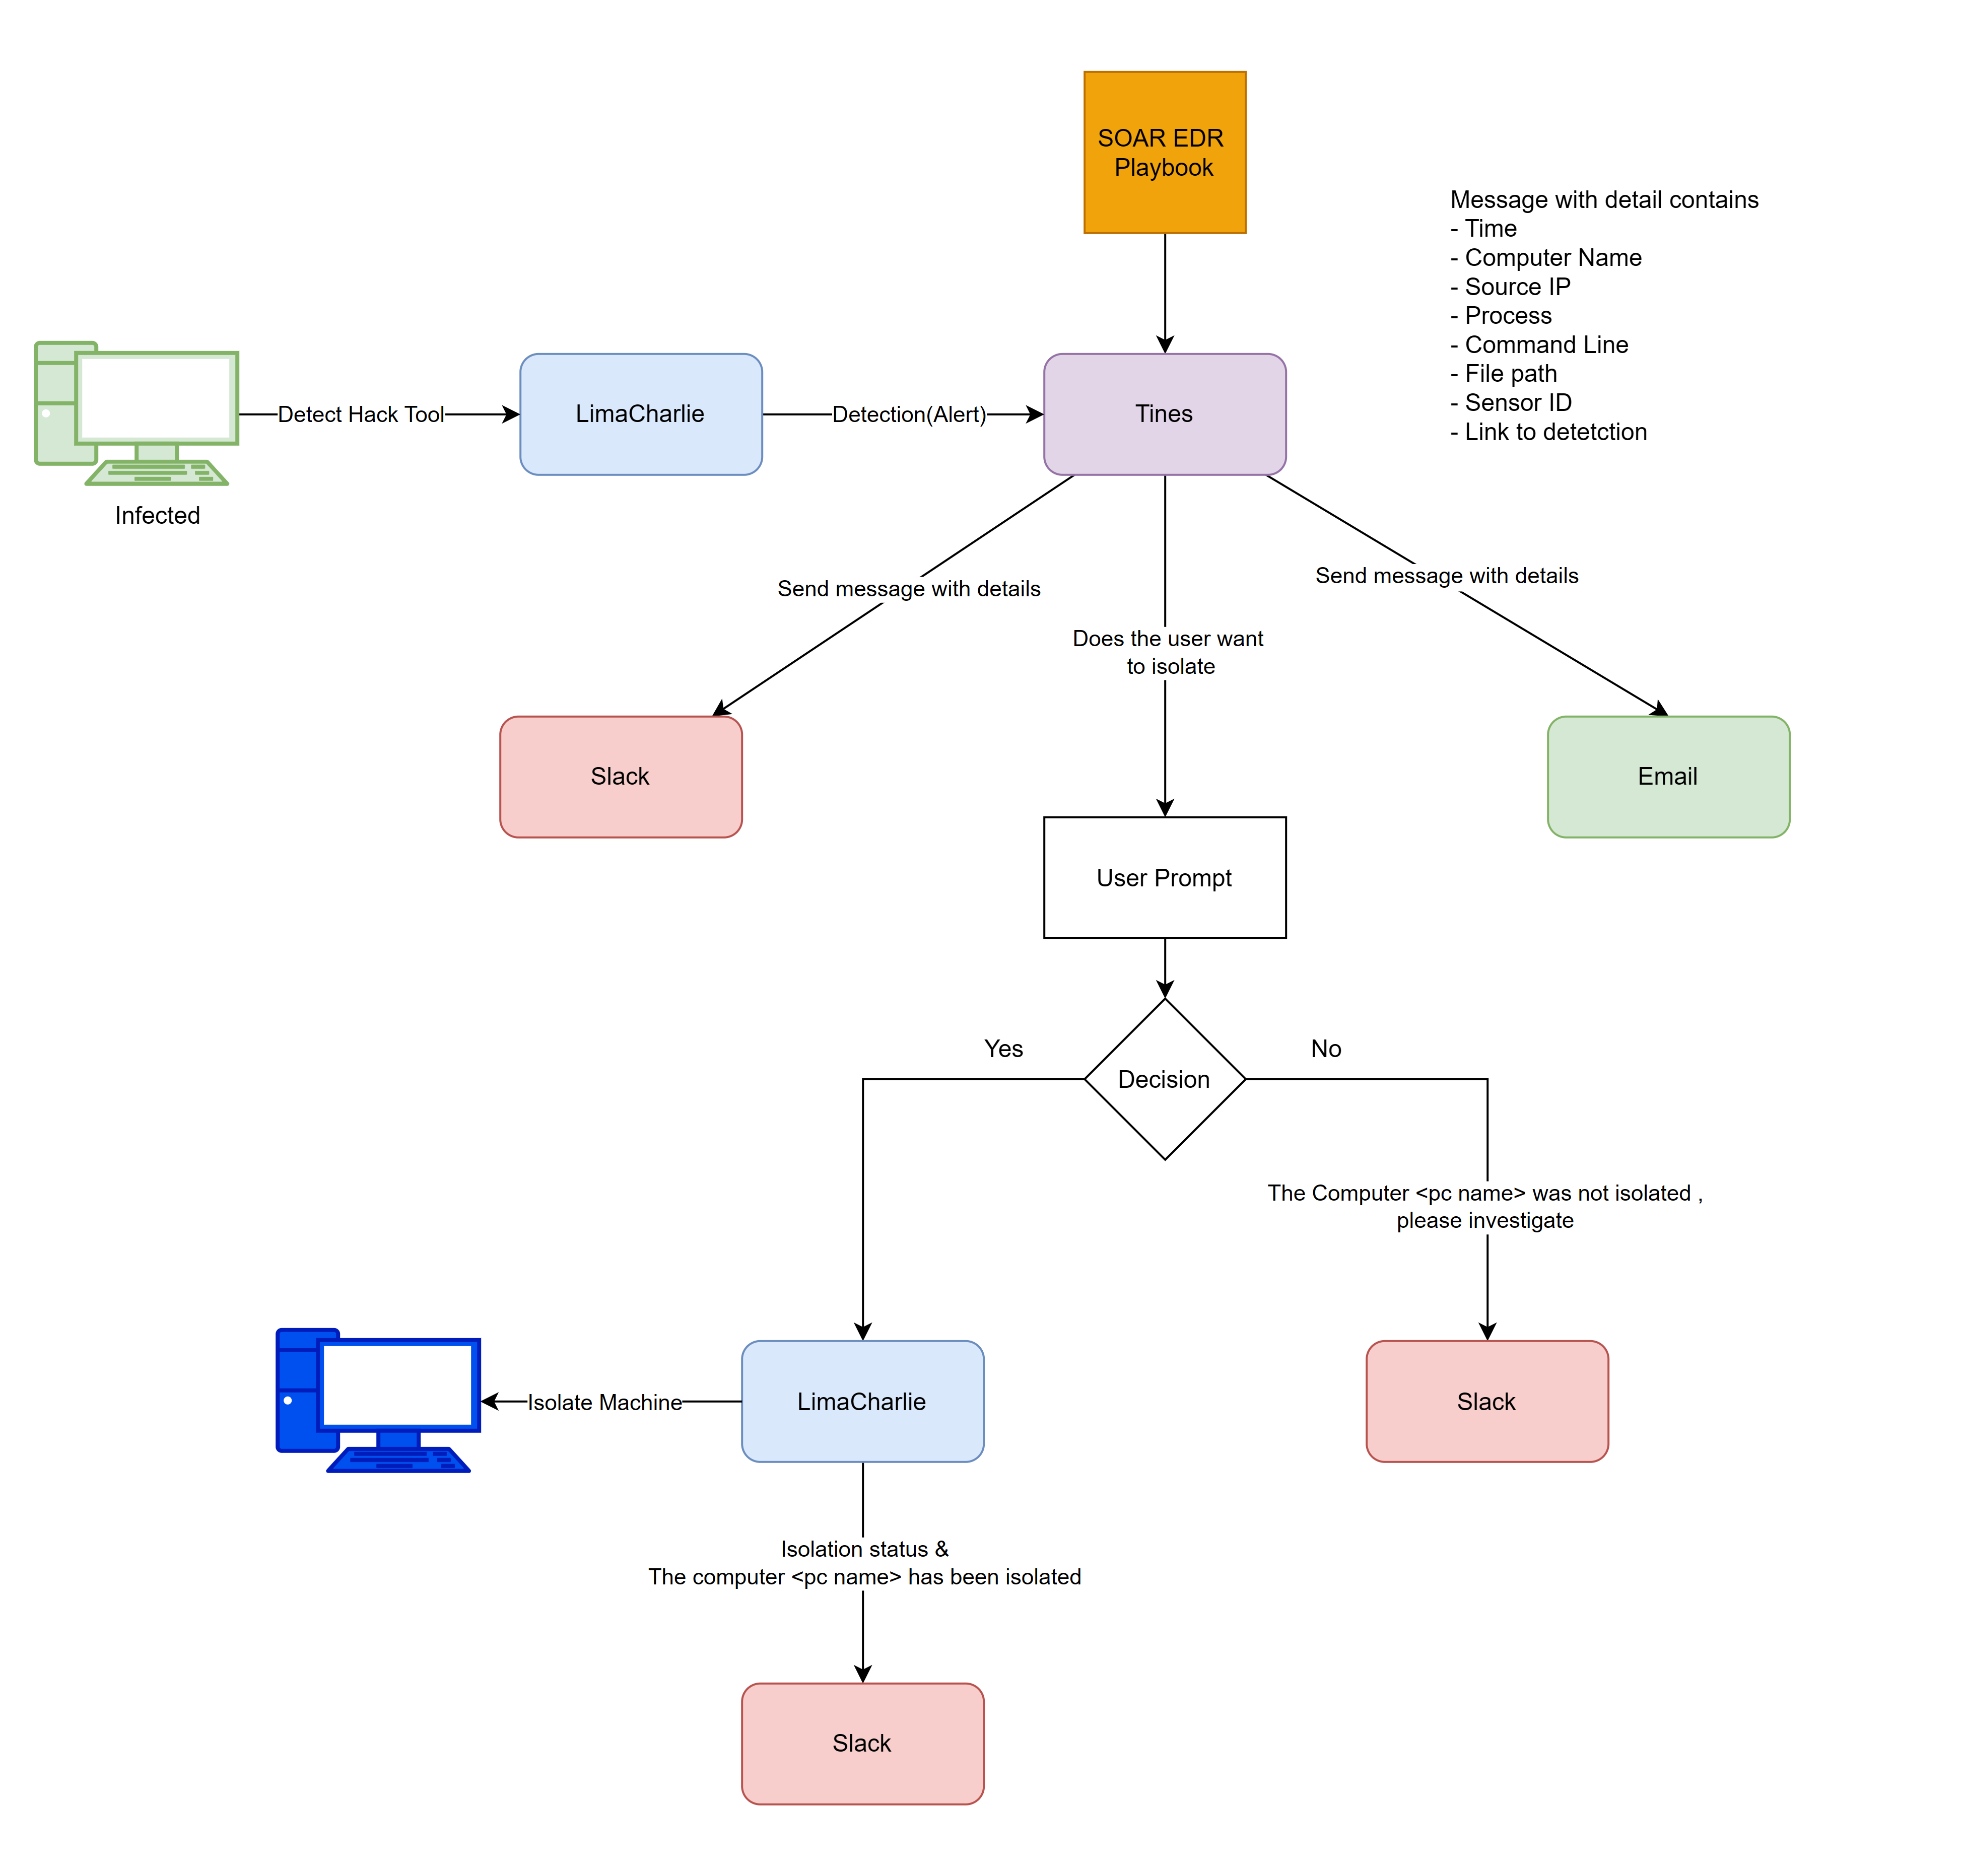 SOAR EDR
Playbook
Message with detail contains
- Time
- Computer Name
- Source IP
- Process
- Command Line
- File path
- Sensor ID
- Link to detetction
Detect Hack Tool
LimaCharlie
Detection(Alert)
Tines
Infected
Send message with details
Does the user want
to isolate
Send message with details
Slack
Email
User Prompt
Decision
Yes
No
The Computer <pc name> was not isolated ,
please investigate
Isolate Machine
LimaCharlie
Slack
Isolation status &
The computer <pc name> has been isolated
Slack